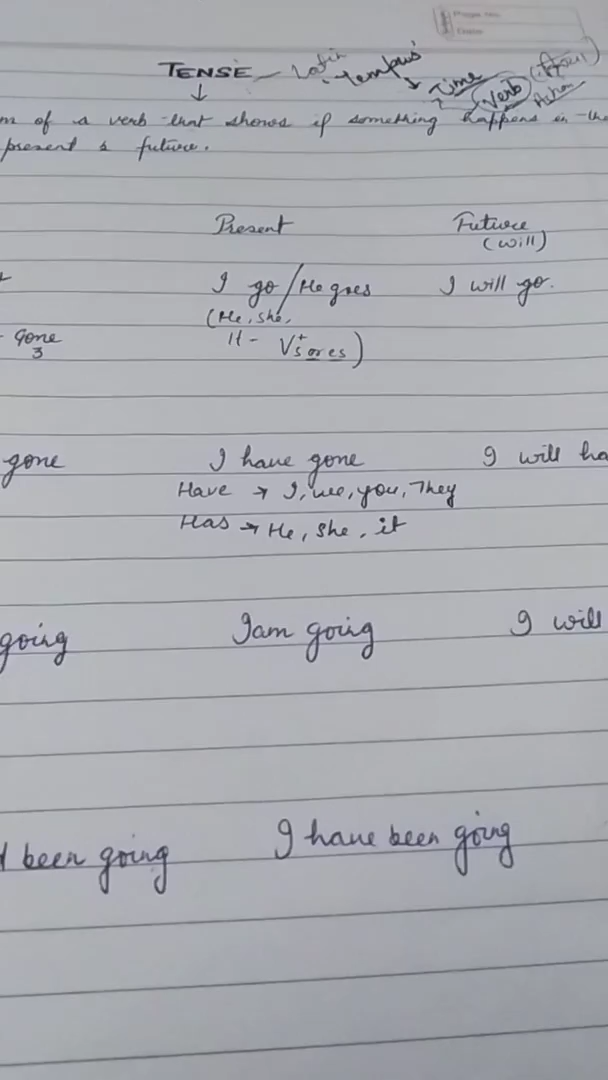 TENSE - Latin 'tempus'
Time (Verb)
Action
m of a verb that shows if something happens in the
present & future.
Present Future
(will)
I go / He goes I will go.
(He, she,
gone It - V + s or es)
3
gone I have gone I will ha
Have → I, we, you, They
Has → He, she, it
going I am going I will
been going I have been going